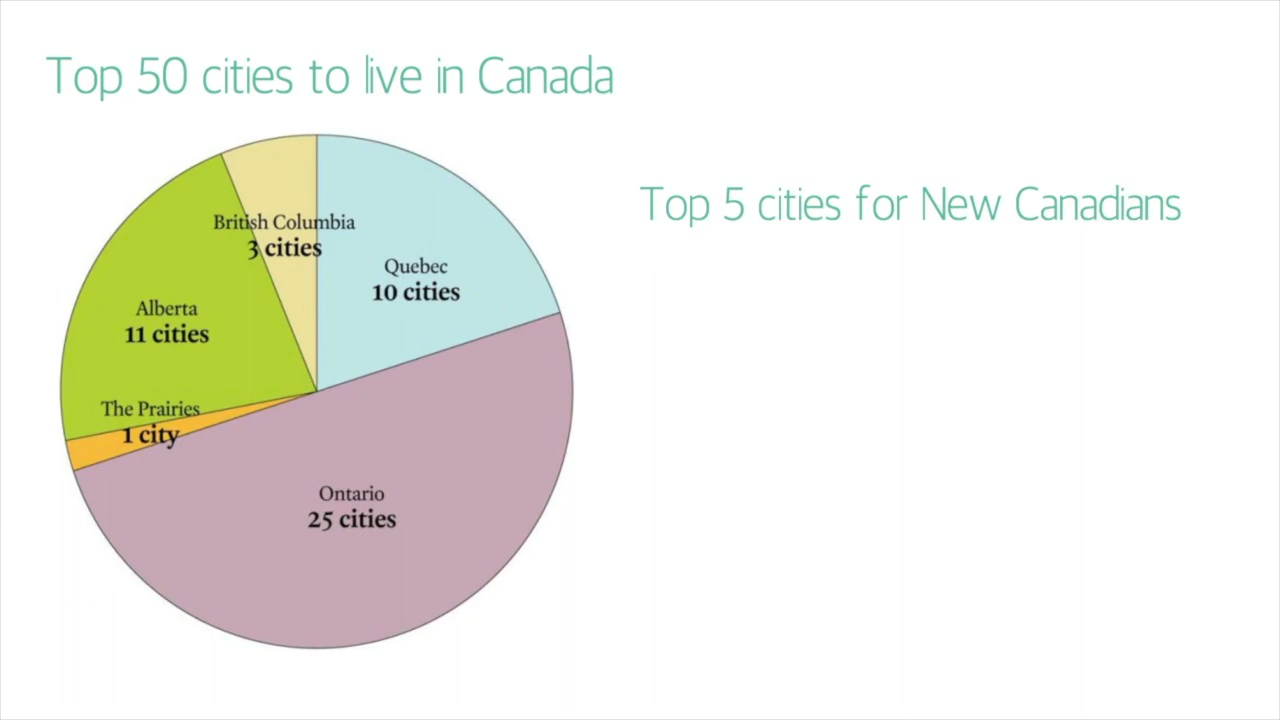 Top 50 cities to live in Canada
Top 5 cities for New Canadians
British Columbia
3 cities
Quebec
10 cities
Alberta
11 cities
The Prairies
1 city
Ontario
25 cities